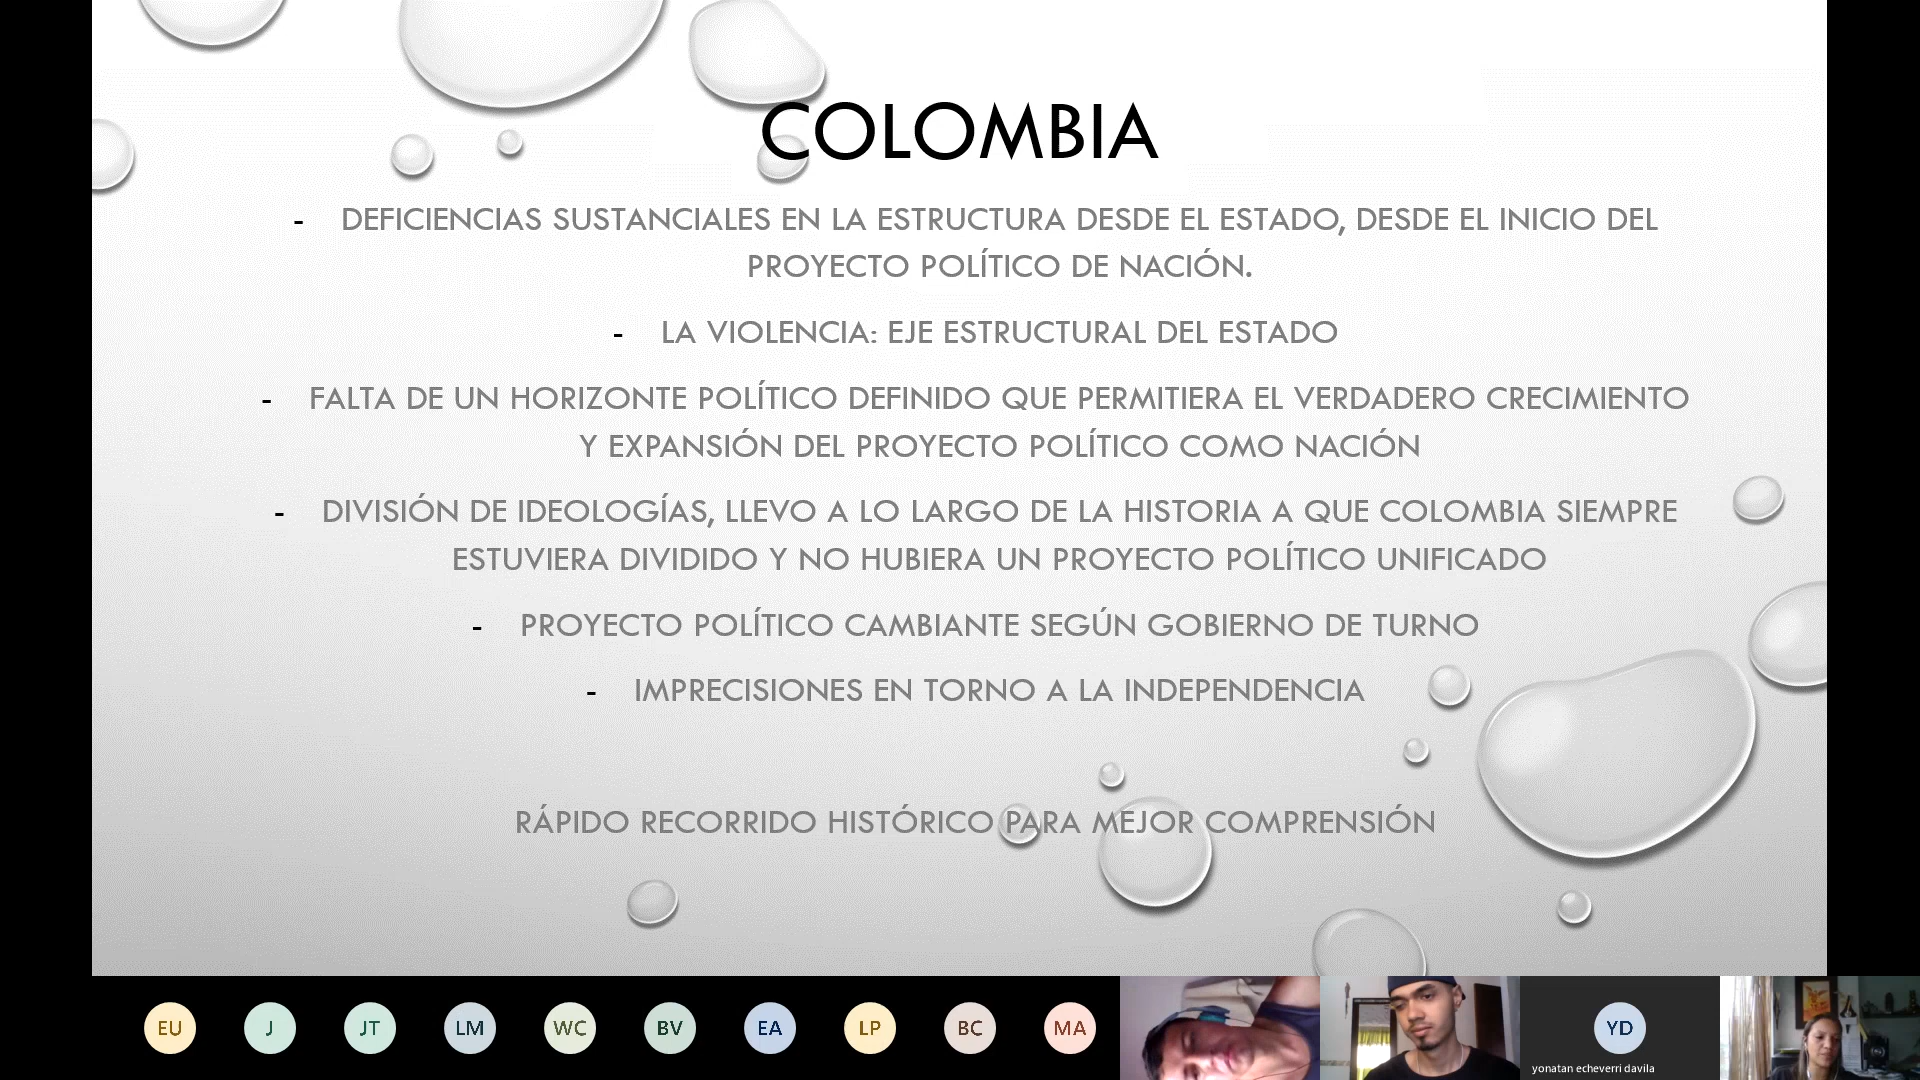 COLOMBIA
- DEFICIENCIAS SUSTANCIALES EN LA ESTRUCTURA DESDE EL ESTADO, DESDE EL INICIO DEL
PROYECTO POLÍTICO DE NACIÓN.
- LA VIOLENCIA: EJE ESTRUCTURAL DEL ESTADO
- FALTA DE UN HORIZONTE POLÍTICO DEFINIDO QUE PERMITIERA EL VERDADERO CRECIMIENTO
Y EXPANSIÓN DEL PROYECTO POLÍTICO COMO NACIÓN
- DIVISIÓN DE IDEOLOGÍAS, LLEVO A LO LARGO DE LA HISTORIA A QUE COLOMBIA SIEMPRE
ESTUVIERA DIVIDIDO Y NO HUBIERA UN PROYECTO POLÍTICO UNIFICADO
- PROYECTO POLÍTICO CAMBIANTE SEGÚN GOBIERNO DE TURNO
- IMPRECISIONES EN TORNO A LA INDEPENDENCIA
RÁPIDO RECORRIDO HISTÓRICO PARA MEJOR COMPRENSIÓN
EU J JT LM WC BV EA LP BC MA YD
yonatan echeverri davila